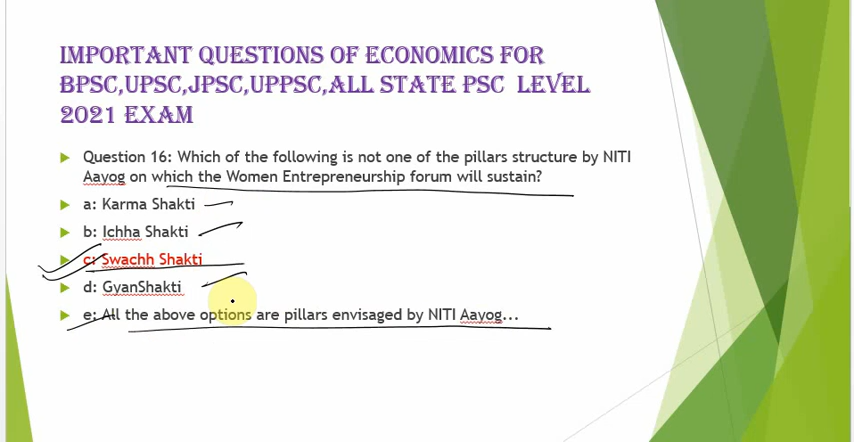 IMPORTANT QUESTIONS OF ECONOMICS FOR
BPSC,UPSC,JPSC,UPPSC,ALL STATE PSC LEVEL
2021 EXAM
Question 16: Which of the following is not one of the pillars structure by NITI
Aayog on which the Women Entrepreneurship forum will sustain?
a: Karma Shakti
b: Ichha Shakti
c: Swachh Shakti
d: GyanShakti
e: All the above options are pillars envisaged by NITI Aayog...